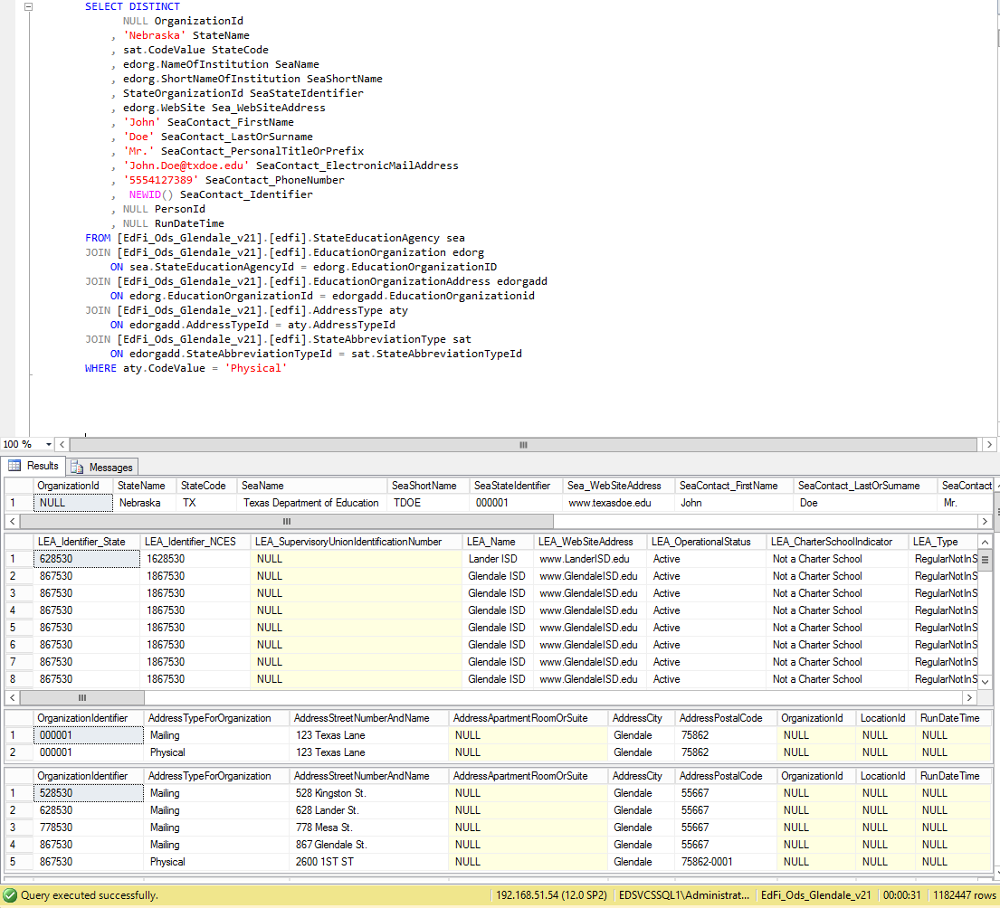 SELECT DISTINCT
NULL OrganizationId
, 'Nebraska' StateName
, sat.CodeValue StateCode
, edorg.NameOfInstitution SeaName
, edorg.ShortNameOfInstitution SeaShortName
, StateOrganizationId SeaStateIdentifier
, edorg.WebSite Sea_WebSiteAddress
, 'John' SeaContact_FirstName
, 'Doe' SeaContact_LastOrSurname
, 'Mr.' SeaContact_PersonalTitleOrPrefix
, 'John.Doe@txdoe.edu' SeaContact_ElectronicMailAddress
, '5554127389' SeaContact_PhoneNumber
, NEWID() SeaContact_Identifier
, NULL PersonId
, NULL RunDateTime
FROM [EdFi_Ods_Glendale_v21].[edfi].StateEducationAgency sea
JOIN [EdFi_Ods_Glendale_v21].[edfi].EducationOrganization edorg
ON sea.StateEducationAgencyId = edorg.EducationOrganizationID
JOIN [EdFi_Ods_Glendale_v21].[edfi].EducationOrganizationAddress edorgadd
ON edorg.EducationOrganizationId = edorgadd.EducationOrganizationid
JOIN [EdFi_Ods_Glendale_v21].[edfi].AddressType aty
ON edorgadd.AddressTypeId = aty.AddressTypeId
JOIN [EdFi_Ods_Glendale_v21].[edfi].StateAbbreviationType sat
ON edorgadd.StateAbbreviationTypeId = sat.StateAbbreviationTypeId
WHERE aty.CodeValue = 'Physical'
100 %
Results Messages
OrganizationId StateName StateCode SeaName SeaShortName SeaStateIdentifier Sea_WebSiteAddress SeaContact_FirstName SeaContact_LastOrSurname SeaContact
1 NULL Nebraska TX Texas Department of Education TDOE 000001 www.texasdoe.edu John Doe Mr.
LEA_Identifier_State LEA_Identifier_NCES LEA_SupervisoryUnionIdentificationNumber LEA_Name LEA_WebSiteAddress LEA_OperationalStatus LEA_CharterSchoolIndicator LEA_Type
1 628530 1628530 NULL Lander ISD www.LanderISD.edu Active Not a Charter School RegularNotInS
2 867530 1867530 NULL Glendale ISD www.GlendaleISD.edu Active Not a Charter School RegularNotInS
3 867530 1867530 NULL Glendale ISD www.GlendaleISD.edu Active Not a Charter School RegularNotInS
4 867530 1867530 NULL Glendale ISD www.GlendaleISD.edu Active Not a Charter School RegularNotInS
5 867530 1867530 NULL Glendale ISD www.GlendaleISD.edu Active Not a Charter School RegularNotInS
6 867530 1867530 NULL Glendale ISD www.GlendaleISD.edu Active Not a Charter School RegularNotInS
7 867530 1867530 NULL Glendale ISD www.GlendaleISD.edu Active Not a Charter School RegularNotInS
8 867530 1867530 NULL Glendale ISD www.GlendaleISD.edu Active Not a Charter School RegularNotInS
OrganizationIdentifier AddressTypeForOrganization AddressStreetNumberAndName AddressApartmentRoomOrSuite AddressCity AddressPostalCode OrganizationId LocationId RunDateTime
1 000001 Mailing 123 Texas Lane NULL Glendale 75862 NULL NULL NULL
2 000001 Physical 123 Texas Lane NULL Glendale 75862 NULL NULL NULL
OrganizationIdentifier AddressTypeForOrganization AddressStreetNumberAndName AddressApartmentRoomOrSuite AddressCity AddressPostalCode OrganizationId LocationId RunDateTime
1 528530 Mailing 528 Kingston St. NULL Glendale 55667 NULL NULL NULL
2 628530 Mailing 628 Lander St. NULL Glendale 55667 NULL NULL NULL
3 778530 Mailing 778 Mesa St. NULL Glendale 55667 NULL NULL NULL
4 867530 Mailing 867 Glendale St. NULL Glendale 55667 NULL NULL NULL
5 867530 Physical 2600 1ST ST NULL Glendale 75862-0001 NULL NULL NULL
Query executed successfully. 192.168.51.54 (12.0 SP2) EDSVCSSQL1\Administrat... EdFi_Ods_Glendale_v21 00:00:31 1182447 rows